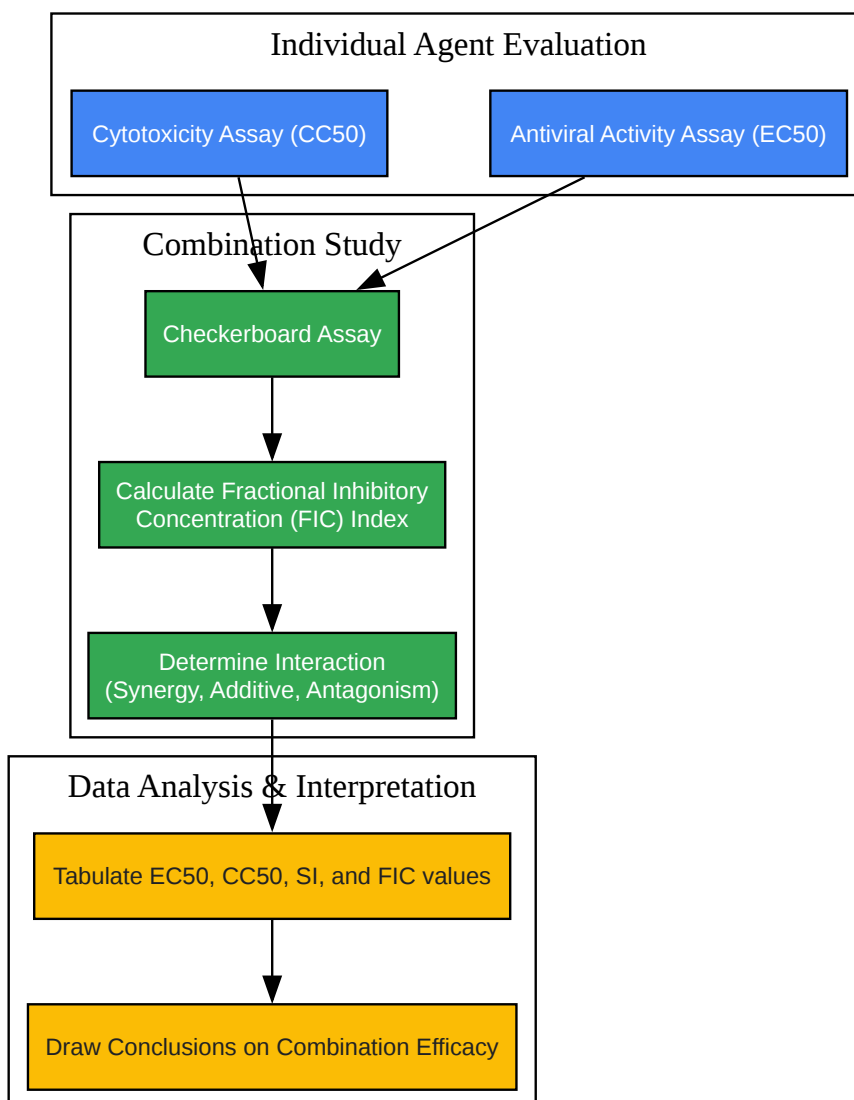 Individual Agent Evaluation
Cytotoxicity Assay (CC50)
Antiviral Activity Assay (EC50)
Combination Study
Checkerboard Assay
Calculate Fractional Inhibitory
Concentration (FIC) Index
Determine Interaction
(Synergy, Additive, Antagonism)
Data Analysis & Interpretation
Tabulate EC50, CC50, SI, and FIC values
Draw Conclusions on Combination Efficacy